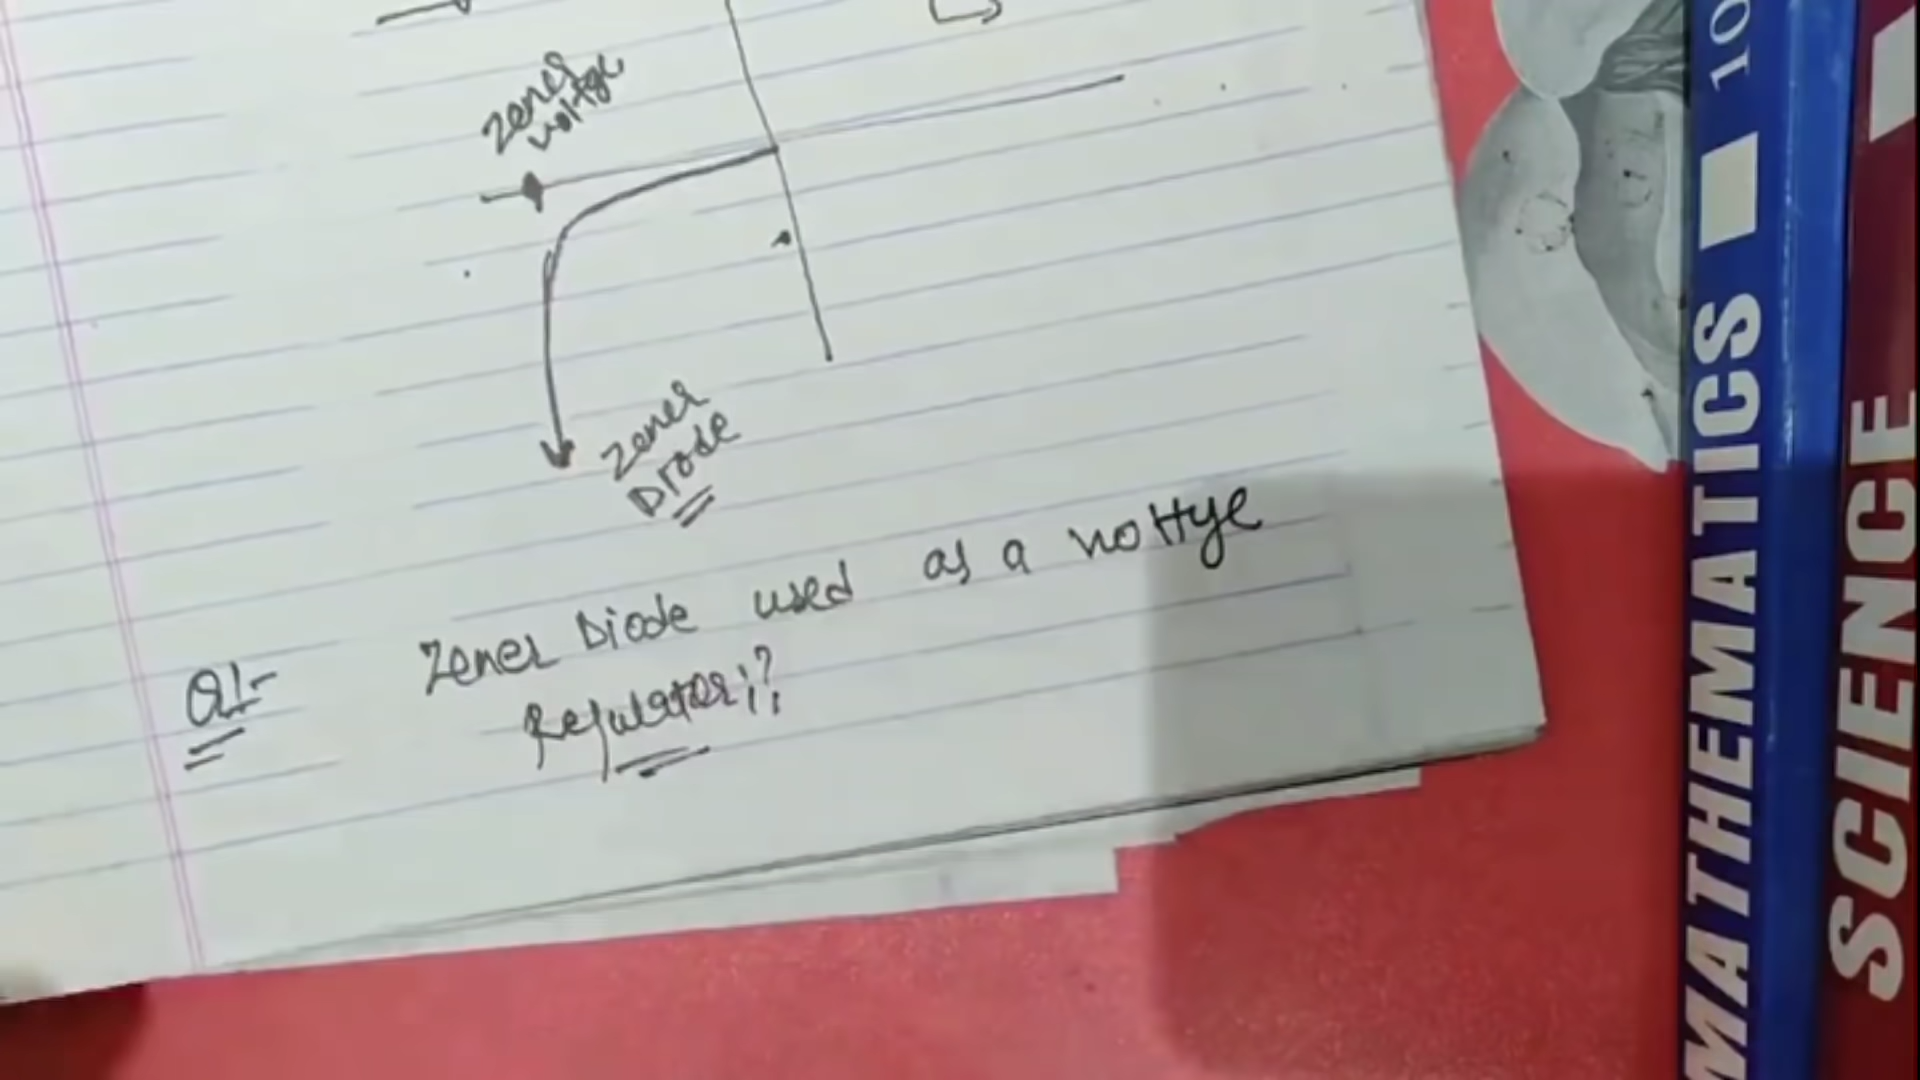 zener
voltge
zener
Diode
Q1:- Zener Diode used as a voltge
Regulator:?
MATHEMATICS 10
SCIENCE